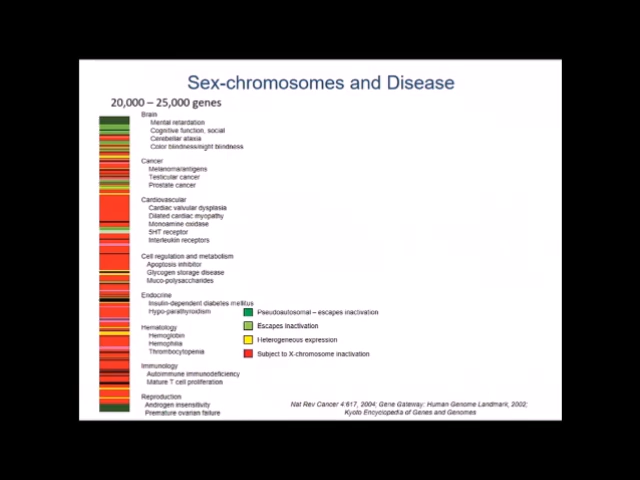 Sex-chromosomes and Disease
20,000 – 25,000 genes
Brain
Mental retardation
Cognitive function, social
Cerebellar ataxia
Color blindness/night blindness
Cancer
Melanoma/antigens
Testicular cancer
Prostate cancer
Cardiovascular
Cardiac valvular dysplasia
Dilated cardiac myopathy
Monoamine oxidase
5HT receptor
Interleukin receptors
Cell regulation and metabolism
Apoptosis inhibitor
Glycogen storage disease
Muco-polysaccharides
Endocrine
Insulin-dependent diabetes mellitus
Hypo-parathyroidism
Hematology
Hemoglobin
Hemophilia
Thrombocytopenia
Immunology
Autoimmune immunodeficiency
Mature T cell proliferation
Reproduction
Androgen insensitivity
Premature ovarian failure
Pseudoautosomal – escapes inactivation
Escapes inactivation
Heterogeneous expression
Subject to X-chromosome inactivation
Nat Rev Cancer 4:617, 2004; Gene Gateway: Human Genome Landmark, 2002;
Kyoto Encyclopedia of Genes and Genomes